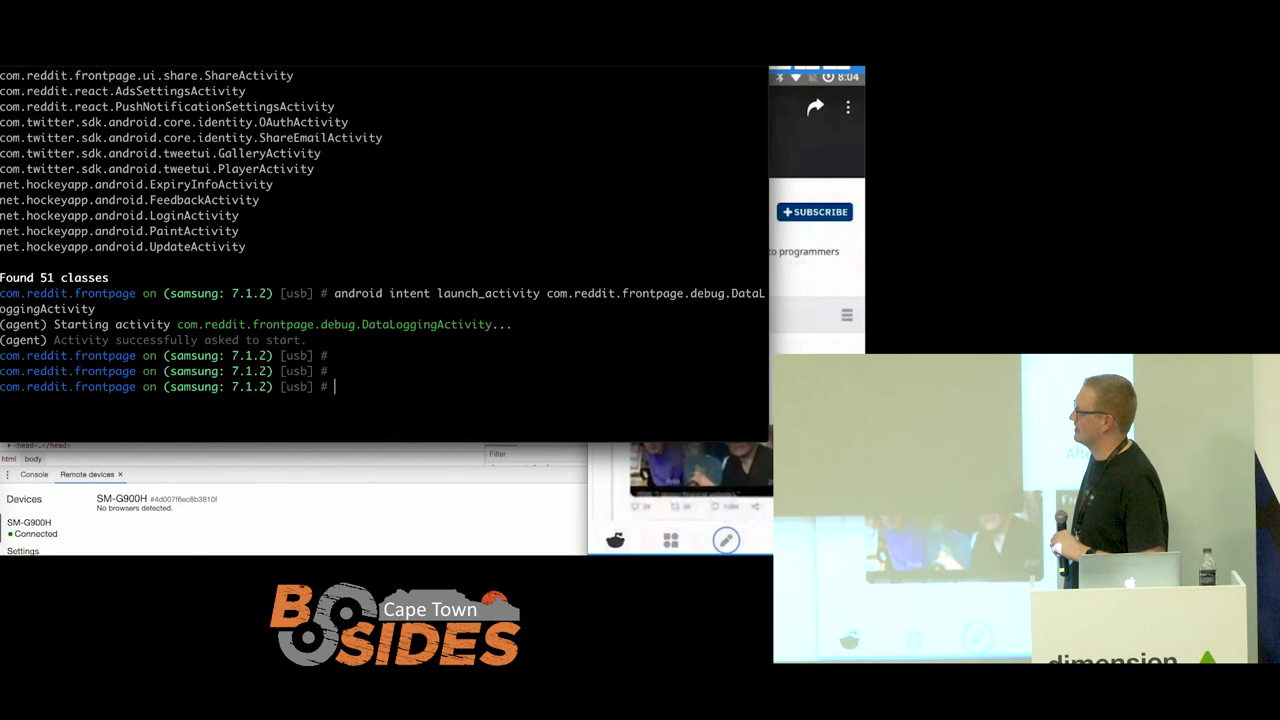 com.reddit.frontpage.ui.share.ShareActivity
com.reddit.react.AdsSettingsActivity
com.reddit.react.PushNotificationSettingsActivity
com.twitter.sdk.android.core.identity.OAuthActivity
com.twitter.sdk.android.core.identity.ShareEmailActivity
com.twitter.sdk.android.tweetui.GalleryActivity
com.twitter.sdk.android.tweetui.PlayerActivity
net.hockeyapp.android.ExpiryInfoActivity
net.hockeyapp.android.FeedbackActivity
net.hockeyapp.android.LoginActivity
net.hockeyapp.android.PaintActivity
net.hockeyapp.android.UpdateActivity
Found 51 classes
com.reddit.frontpage on (samsung: 7.1.2) [usb] # android intent launch_activity com.reddit.frontpage.debug.DataL
oggingActivity
(agent) Starting activity com.reddit.frontpage.debug.DataLoggingActivity...
(agent) Activity successfully asked to start.
com.reddit.frontpage on (samsung: 7.1.2) [usb] #
com.reddit.frontpage on (samsung: 7.1.2) [usb] #
com.reddit.frontpage on (samsung: 7.1.2) [usb] #
8:04
+SUBSCRIBE
to programmers
<head>…</head>
html body
Filter
Console Remote devices ×
Devices
SM-G900H #4d007f6ec8b3810f
No browsers detected.
SM-G900H
Connected
Settings
BSIDES
Cape Town
dimension